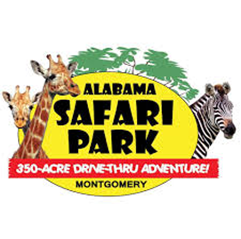 ALABAMA
SAFARI
PARK
350-ACRE DRIVE-THRU ADVENTURE!
MONTGOMERY